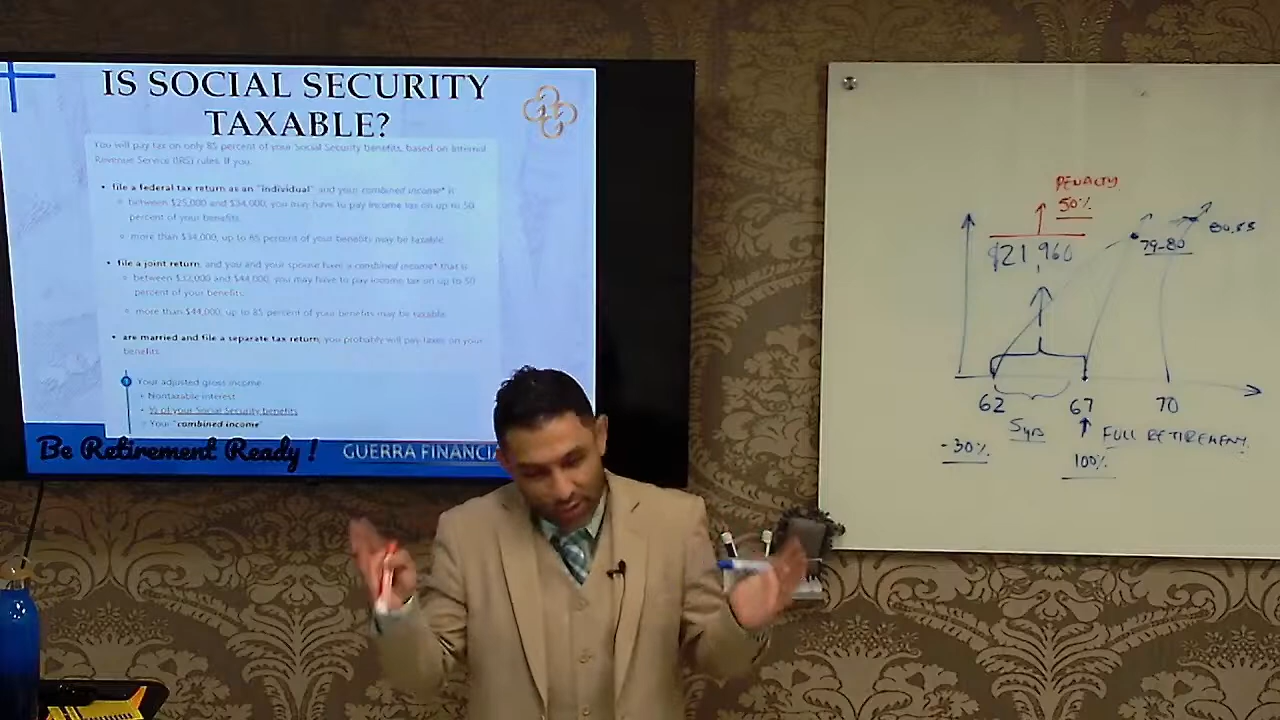 IS SOCIAL SECURITY
TAXABLE?
You will pay tax on only 85 percent of your Social Security benefits, based on Internal
Revenue Service (IRS) rules. If you,
• file a federal tax return as an "individual" and your combined income* is
between $25,000 and $34,000, you may have to pay income tax on up to 50
percent of your benefits.
more than $34,000, up to 85 percent of your benefits may be taxable.
• file a joint return, and you and your spouse have a combined income* that is
between $32,000 and $44,000, you may have to pay income tax on up to 50
percent of your benefits.
more than $44,000, up to 85 percent of your benefits may be taxable.
• are married and file a separate tax return, you probably will pay taxes on your
benefits.
Your adjusted gross income
+ Nontaxable interest
+ ½ of your Social Security benefits
= Your "combined income"
Be Retirement Ready !
GUERRA FINANCIA
PENALTY
50%
$21,960
79-80
62
67
70
5yrs
FULL RETIREMENT
-30%
100%